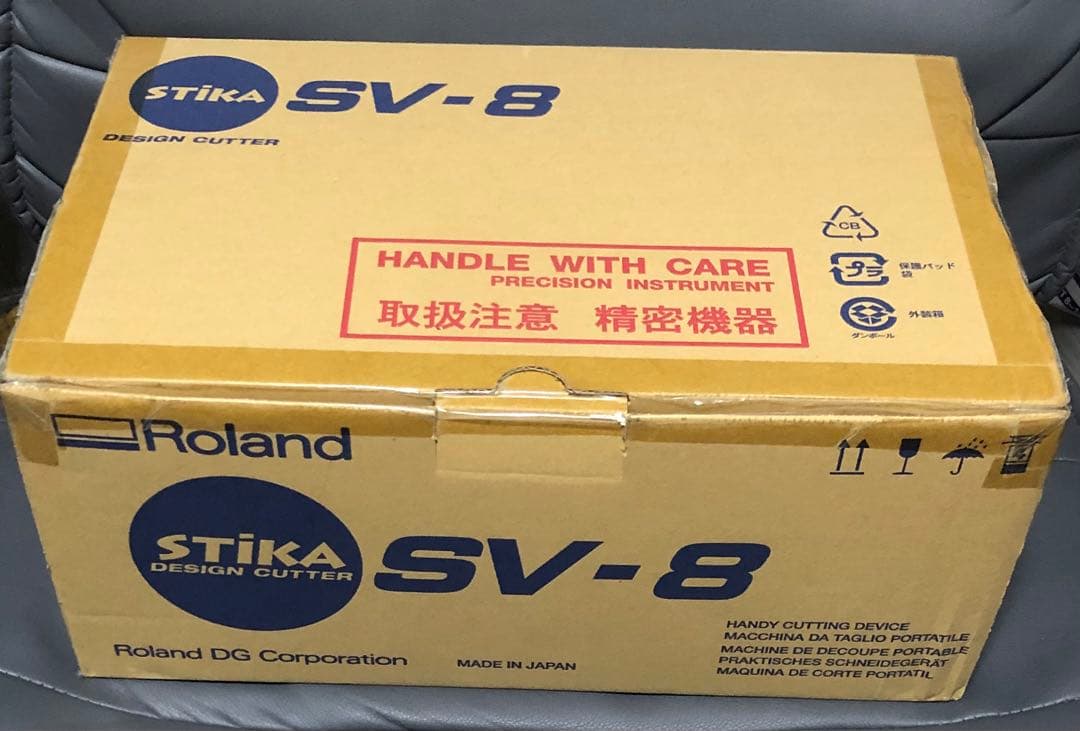 STiKA SV-8
DESIGN CUTTER
HANDLE WITH CARE
PRECISION INSTRUMENT
取扱注意 精密機器
CB
プラ
保護パッド
袋
外装箱
ダンボール
Roland
STiKA
DESIGN CUTTER
SV-8
Roland DG Corporation
MADE IN JAPAN
HANDY CUTTING DEVICE
MACCHINA DA TAGLIO PORTATILE
MACHINE DE DECOUPE PORTABLE
PRAKTISCHES SCHNEIDEGERÄT
MAQUINA DE CORTE PORTATIL